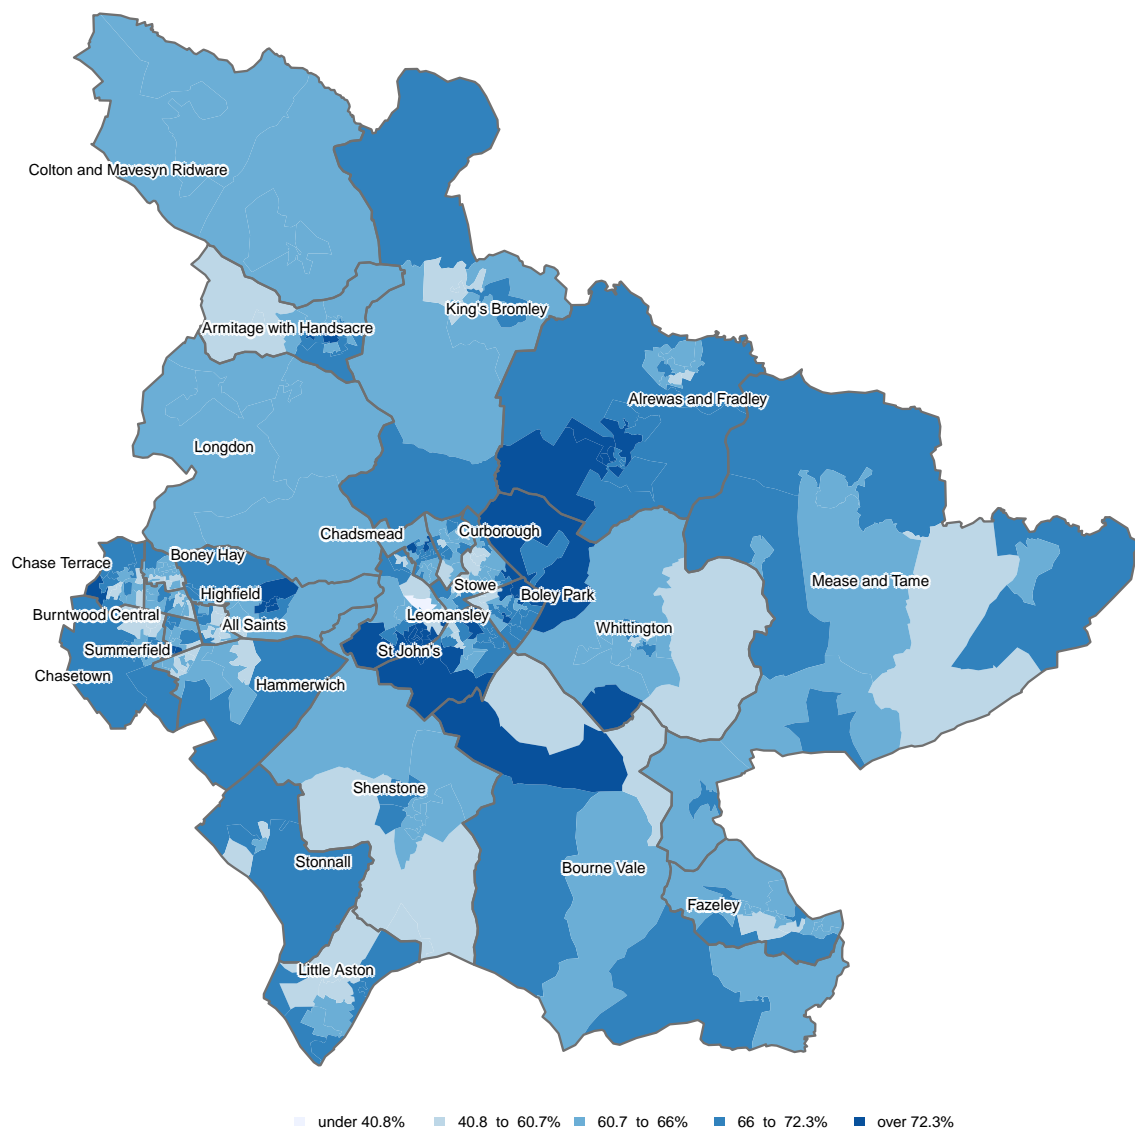 Colton and Mavesyn Ridware
King's Bromley
Armitage with Handsacre
Alrewas and Fradley
Longdon
Chadsmead
Curborough
Boney Hay
Chase Terrace
Mease and Tame
Stowe
Highfield
Boley Park
Burntwood Central
Leomansley
All Saints
Whittington
Summerfield
St John's
Chasetown
Hammerwich
Shenstone
Stonnall
Bourne Vale
Fazeley
Little Aston
under 40.8% 40.8 to 60.7% 60.7 to 66% 66 to 72.3% over 72.3%